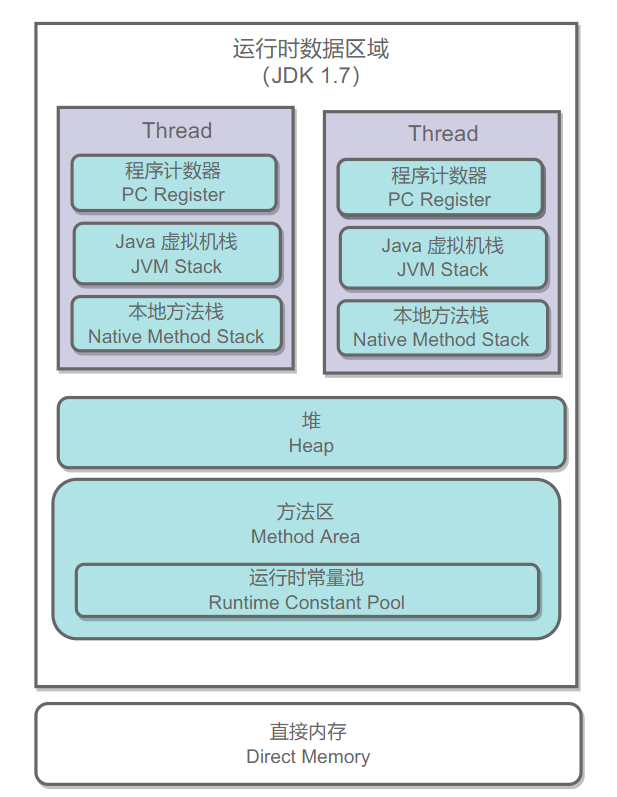 运行时数据区域
（JDK 1.7）
Thread
程序计数器
PC Register
Java 虚拟机栈
JVM Stack
本地方法栈
Native Method Stack
Thread
程序计数器
PC Register
Java 虚拟机栈
JVM Stack
本地方法栈
Native Method Stack
堆
Heap
方法区
Method Area
运行时常量池
Runtime Constant Pool
直接内存
Direct Memory